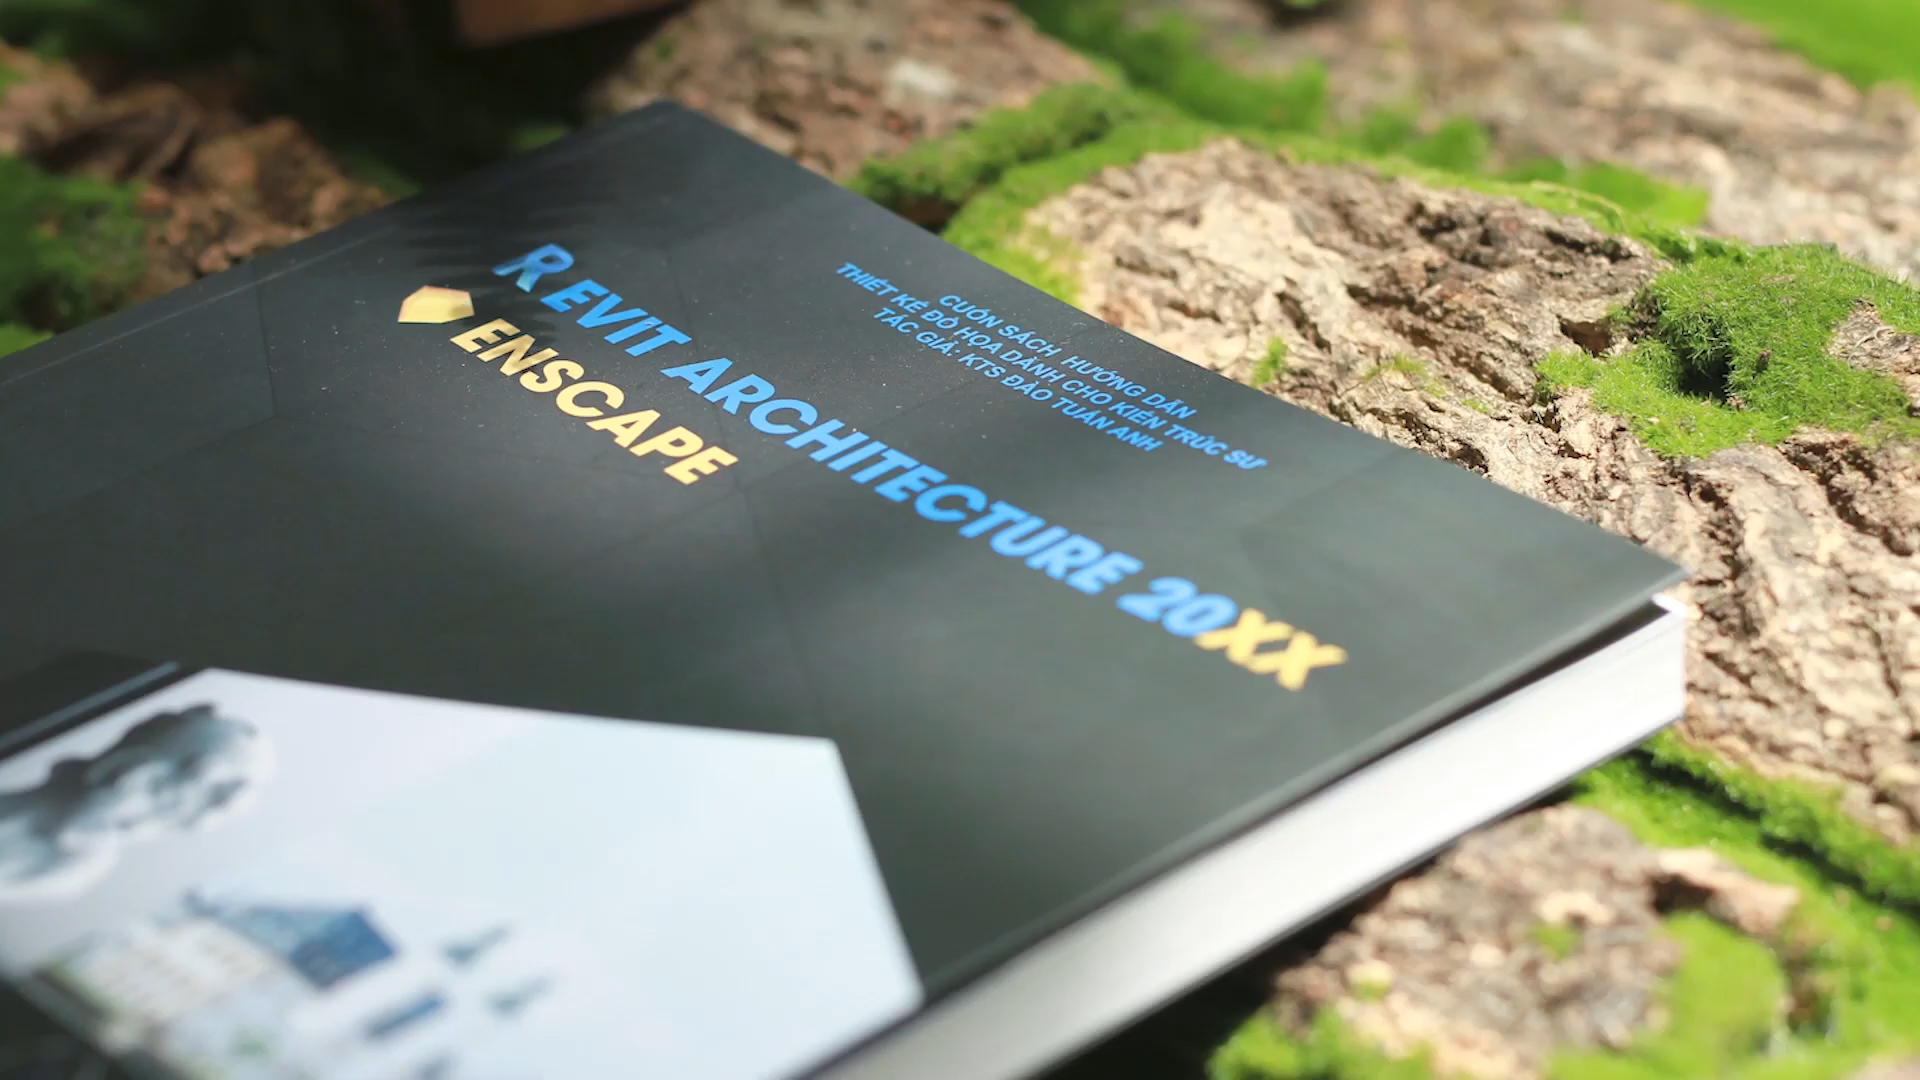 CUỐN SÁCH HƯỚNG DẪN
THIẾT KẾ ĐỒ HỌA DÀNH CHO KIẾN TRÚC SƯ
TÁC GIẢ: KTS ĐÀO TUẤN ANH
REVIT ARCHITECTURE 20XX
ENSCAPE